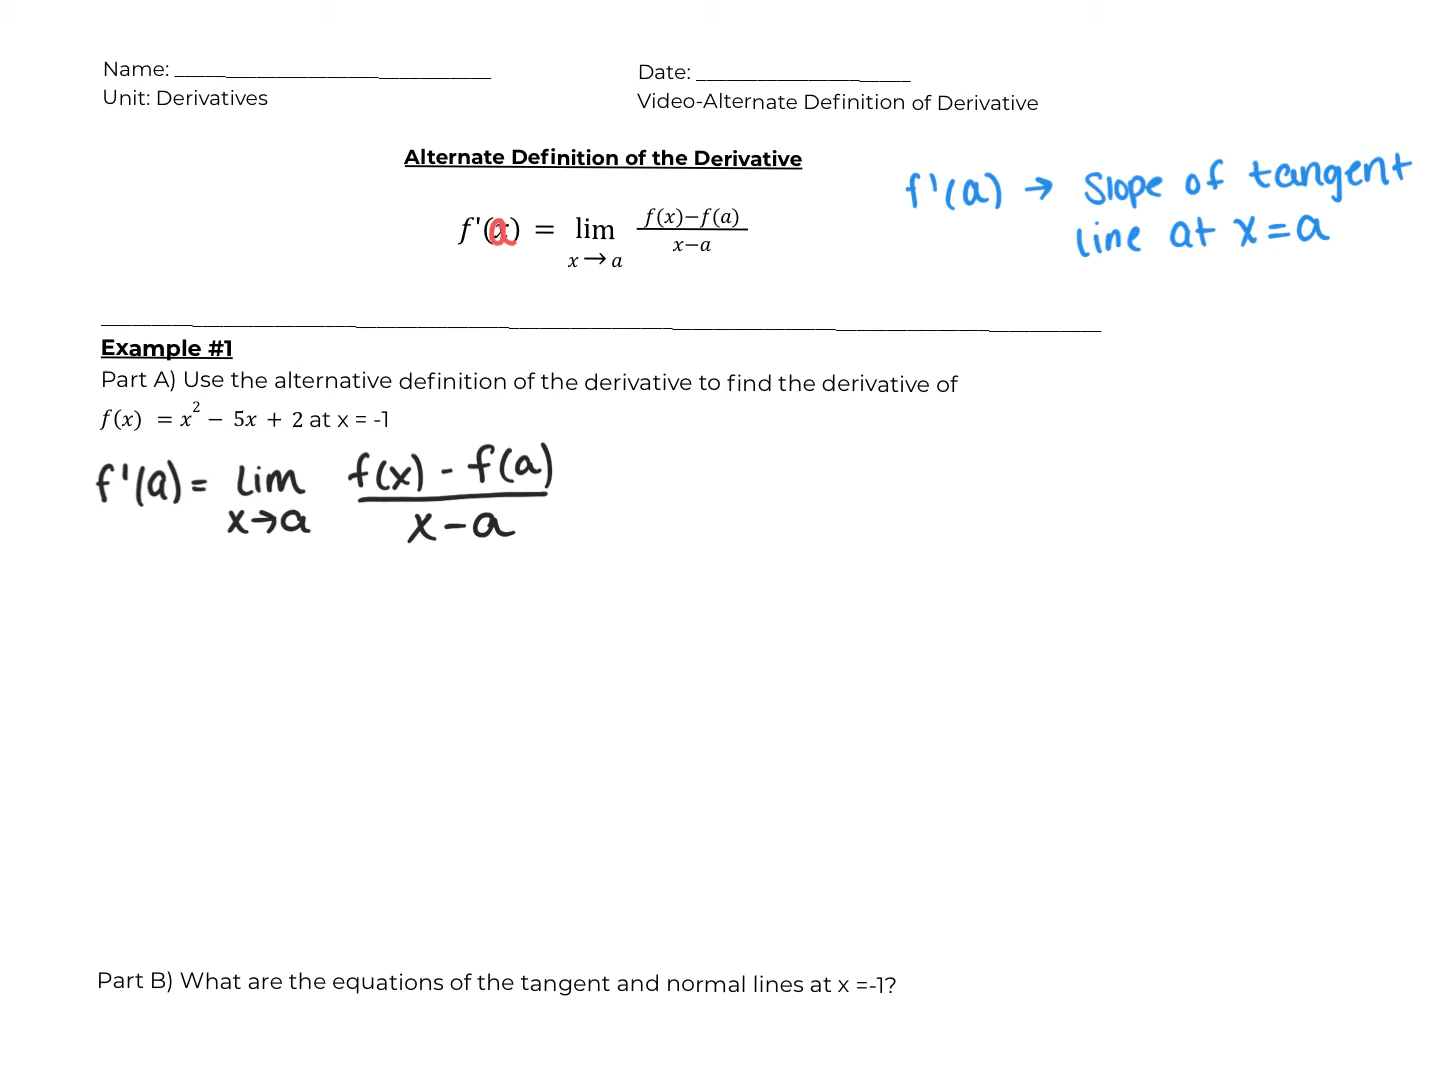 Name: ______________________________ Date: ____________________
Unit: Derivatives Video-Alternate Definition of Derivative
Alternate Definition of the Derivative
f'(a) = lim x→a f(x)−f(a) / x−a
f'(a) → Slope of tangent
line at x=a
Example #1
Part A) Use the alternative definition of the derivative to find the derivative of
f(x) = x² − 5x + 2 at x = -1
f'(a) = lim x→a f(x) - f(a) / x-a
Part B) What are the equations of the tangent and normal lines at x =-1?